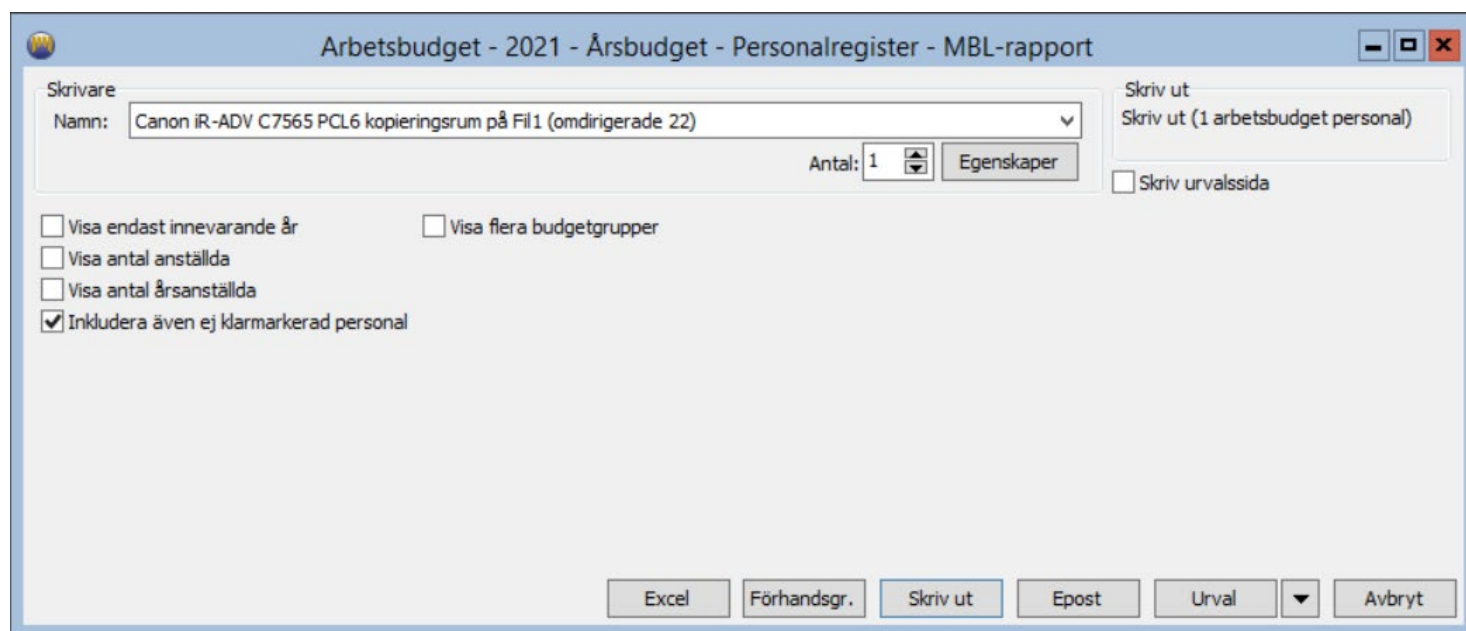 Arbetsbudget - 2021 - Årsbudget - Personalregister - MBL-rapport
Skrivare
Namn: Canon iR-ADV C7565 PCL6 kopieringsrum på Fil1 (omdirigerade 22)
Antal: 1 Egenskaper
Skriv ut
Skriv ut (1 arbetsbudget personal)
Skriv urvalssida
Visa endast innevarande år Visa flera budgetgrupper
Visa antal anställda
Visa antal årsanställda
Inkludera även ej klarmarkerad personal
Excel Förhandsgr. Skriv ut Epost Urval Avbryt